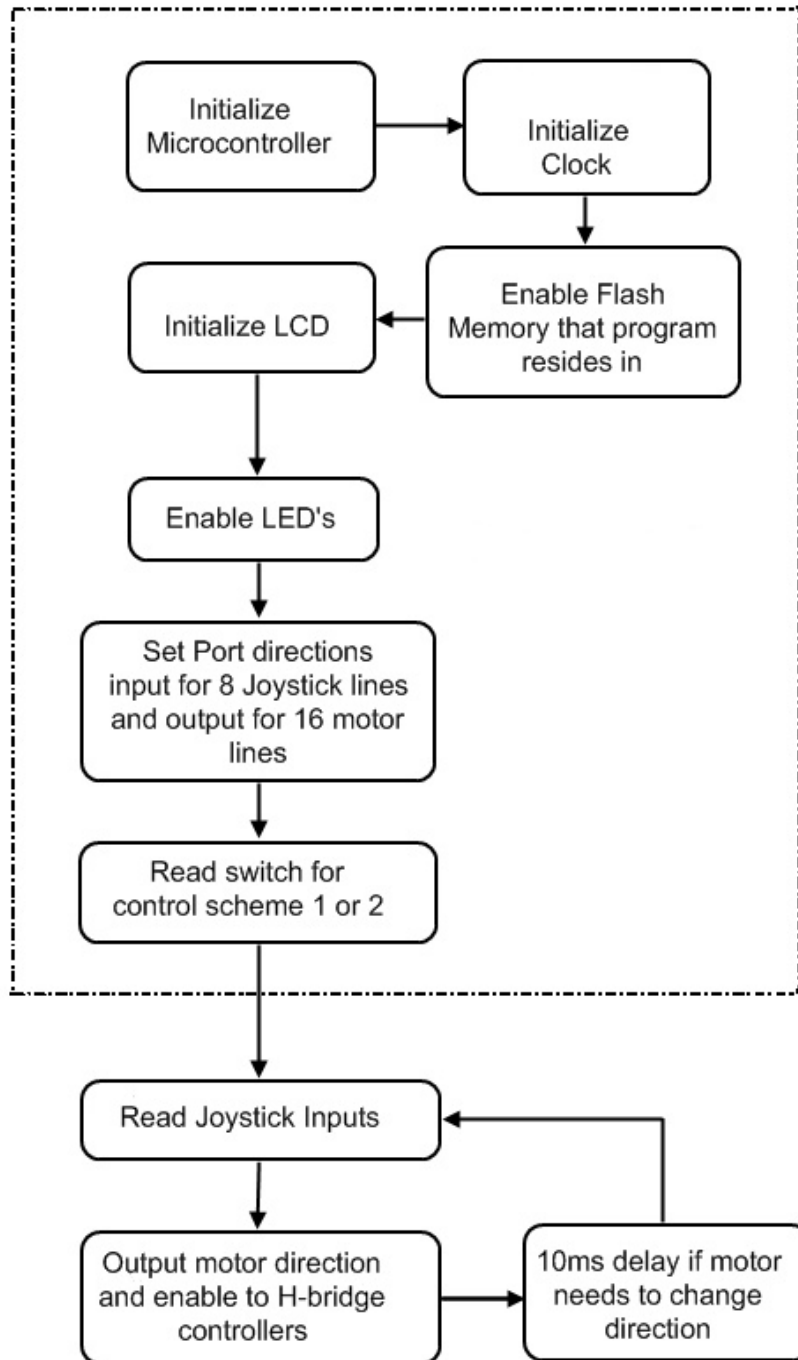 Initialize
Microcontroller
Initialize
Clock
Enable Flash
Memory that program
resides in
Initialize LCD
Enable LED's
Set Port directions
input for 8 Joystick lines
and output for 16 motor
lines
Read switch for
control scheme 1 or 2
Read Joystick Inputs
Output motor direction
and enable to H-bridge
controllers
10ms delay if motor
needs to change
direction